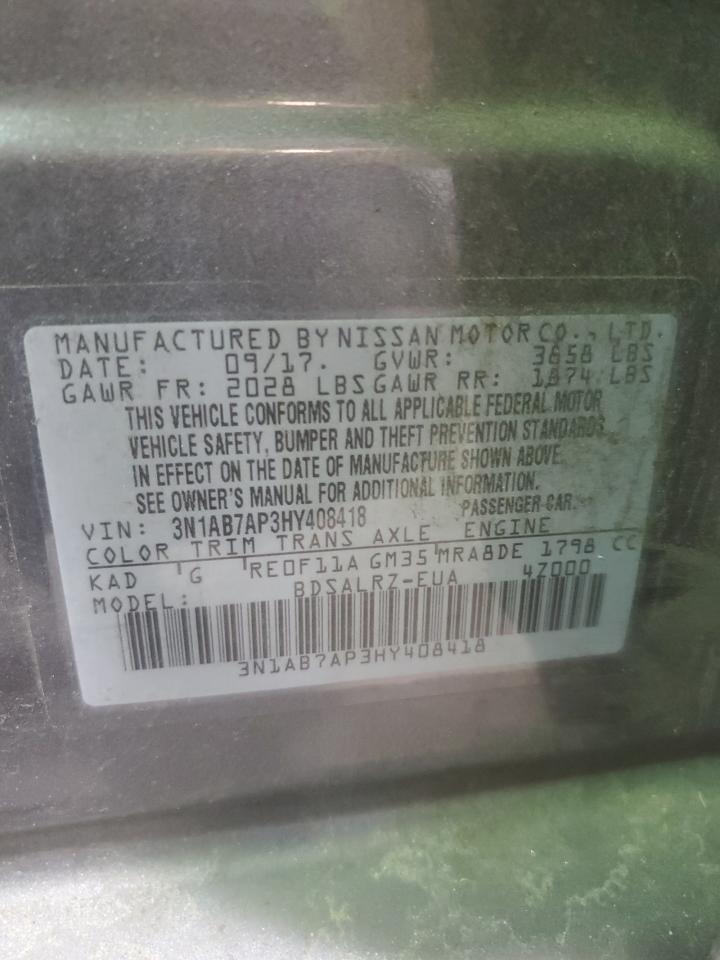 MANUFACTURED BY NISSAN MOTOR CO., LTD.
DATE: 09/17. GVWR: 3658 LBS
GAWR FR: 2028 LBS GAWR RR: 1874 LBS
THIS VEHICLE CONFORMS TO ALL APPLICABLE FEDERAL MOTOR
VEHICLE SAFETY, BUMPER AND THEFT PREVENTION STANDARDS
IN EFFECT ON THE DATE OF MANUFACTURE SHOWN ABOVE.
SEE OWNER'S MANUAL FOR ADDITIONAL INFORMATION.
VIN: 3N1AB7AP3HY408418 PASSENGER CAR.
COLOR TRIM TRANS AXLE ENGINE
KAD G RE0F11A GM35 MRA8DE 1798 CC
MODEL: BDSALRZ-EUA 4Z000
3N1AB7AP3HY408418